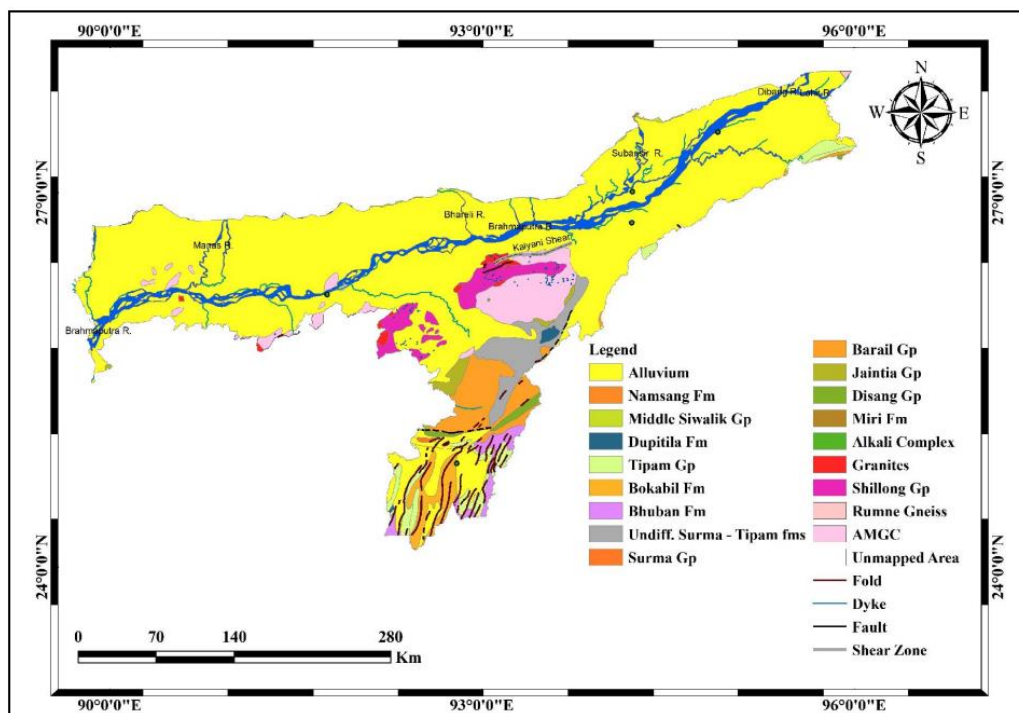 90°0'0"E
93°0'0"E
96°0'0"E
N
W
E
S
27°0'0"N
27°0'0"N
24°0'0"N
24°0'0"N
Dibang R.
Subansir R.
Bhareli R.
Brahmaputra R.
Kaiyani Shear
Manas R.
Brahmaputra R.
Legend
Alluvium
Namsang Fm
Middle Siwalik Gp
Dupitila Fm
Tipam Gp
Bokabil Fm
Bhuban Fm
Undiff. Surma - Tipam fms
Surma Gp
Barail Gp
Jaintia Gp
Disang Gp
Miri Fm
Alkali Complex
Granites
Shillong Gp
Rumne Gneiss
AMGC
Unmapped Area
Fold
Dyke
Fault
Shear Zone
0 70 140 280
Km
90°0'0"E
93°0'0"E
96°0'0"E